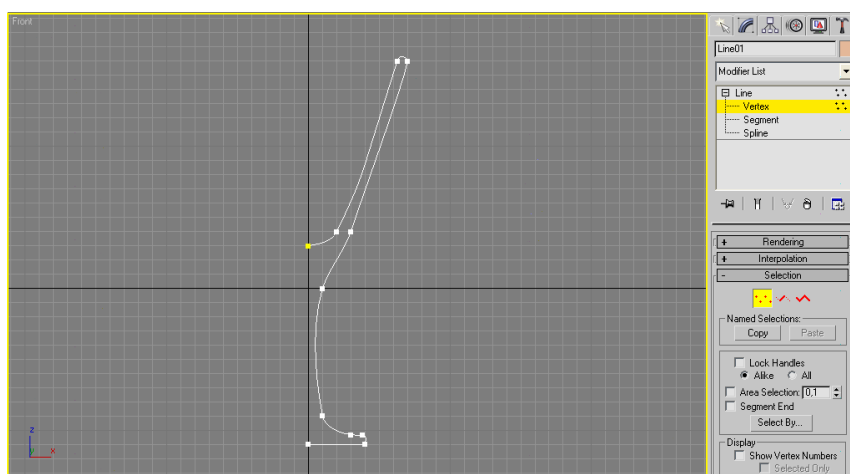 Front
Line01
Modifier List
Line
Vertex
Segment
Spline
+ Rendering
+ Interpolation
- Selection
Named Selections:
Copy Paste
Lock Handles
Alike All
Area Selection: 0,1
Segment End
Select By...
Display
Show Vertex Numbers
Selected Only
z
x